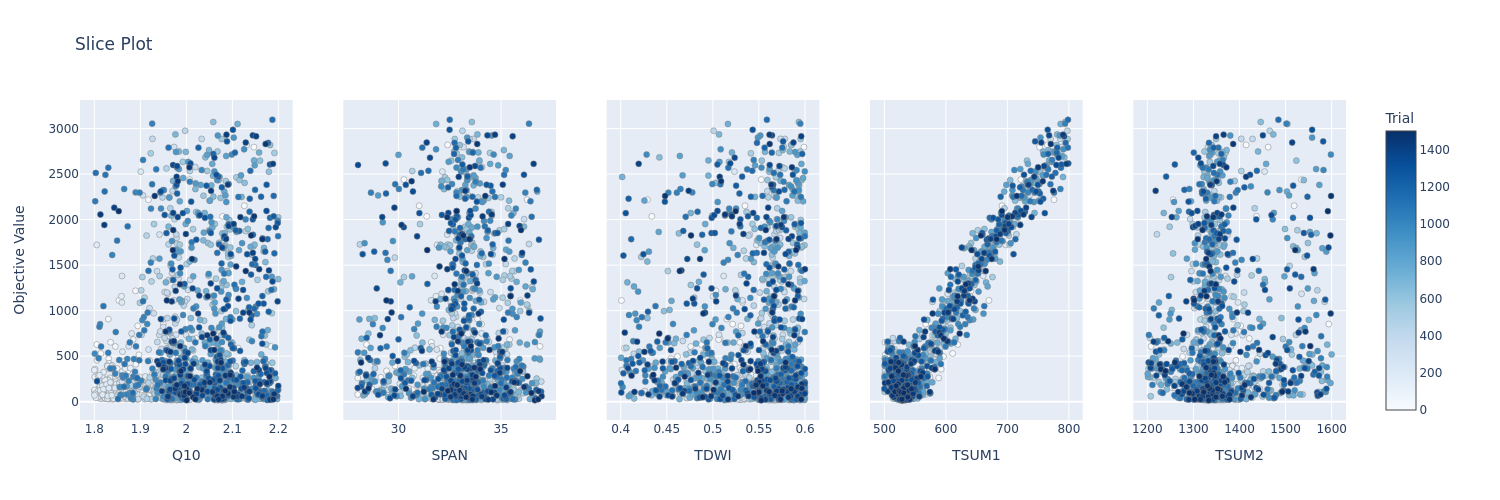 Slice Plot
Objective Value
3000
2500
2000
1500
1000
500
0
1.8 1.9 2 2.1 2.2
Q10
30 35
SPAN
0.4 0.45 0.5 0.55 0.6
TDWI
500 600 700 800
TSUM1
1200 1300 1400 1500 1600
TSUM2
Trial
1400
1200
1000
800
600
400
200
0